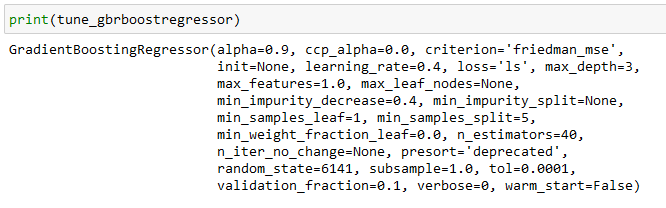 print(tune_gbrboostregressor)
GradientBoostingRegressor(alpha=0.9, ccp_alpha=0.0, criterion='friedman_mse',
init=None, learning_rate=0.4, loss='ls', max_depth=3,
max_features=1.0, max_leaf_nodes=None,
min_impurity_decrease=0.4, min_impurity_split=None,
min_samples_leaf=1, min_samples_split=5,
min_weight_fraction_leaf=0.0, n_estimators=40,
n_iter_no_change=None, presort='deprecated',
random_state=6141, subsample=1.0, tol=0.0001,
validation_fraction=0.1, verbose=0, warm_start=False)